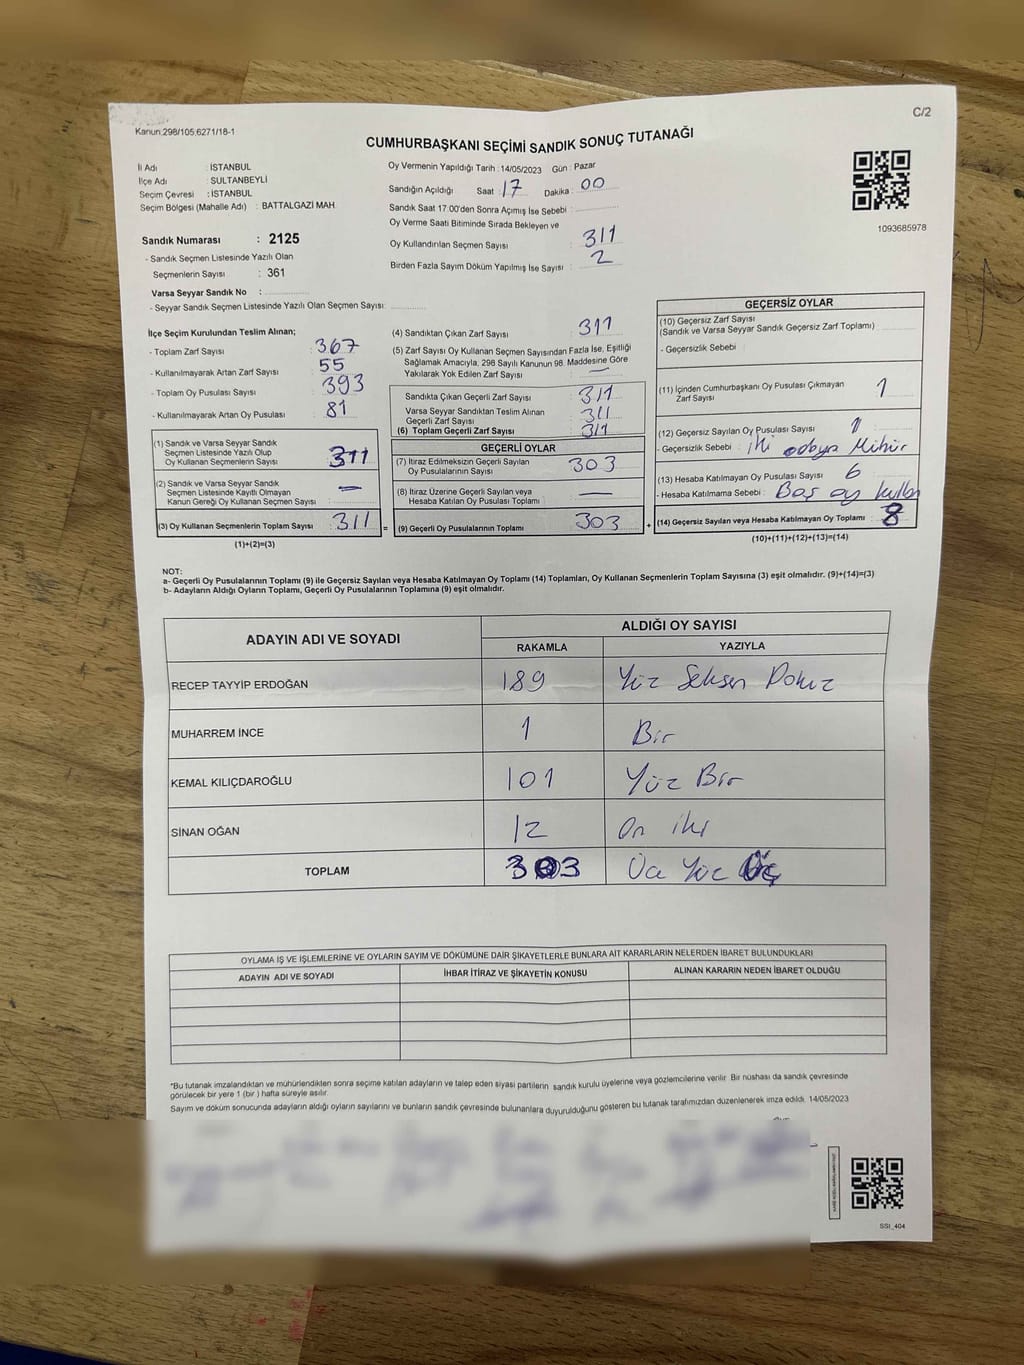 Kanun:298/105 6271/18-1
C/2
CUMHURBAŞKANI SEÇİMİ SANDIK SONUÇ TUTANAĞI
İl Adı : İSTANBUL
İlçe Adı : SULTANBEYLİ
Seçim Çevresi : İSTANBUL
Seçim Bölgesi (Mahalle Adı) : BATTALGAZİ MAH.
Sandık Numarası : 2125
- Sandık Seçmen Listesinde Yazılı Olan
Seçmenlerin Sayısı : 361
Varsa Seyyar Sandık No :
- Seyyar Sandık Seçmen Listesinde Yazılı Olan Seçmen Sayısı:
Oy Vermenin Yapıldığı Tarih : 14/05/2023 Gün : Pazar
Sandığın Açıldığı Saat : 17 Dakika : 00
Sandık Saat 17:00'den Sonra Açımış İse Sebebi :
Oy Verme Saati Bitiminde Sırada Bekleyen ve
Oy Kullandırılan Seçmen Sayısı : 311
Birden Fazla Sayım Döküm Yapılmış İse Sayısı : 2
1093685978
İlçe Seçim Kurulundan Teslim Alınan;
- Toplam Zarf Sayısı : 367
- Kullanılmayarak Artan Zarf Sayısı : 55
- Toplam Oy Pusulası Sayısı : 393
- Kullanılmayarak Artan Oy Pusulası : 81
(1) Sandık ve Varsa Seyyar Sandık
Seçmen Listesinde Yazılı Olup
Oy Kullanan Seçmenlerin Sayısı : 311
(2) Sandık ve Varsa Seyyar Sandık
Seçmen Listesinde Kayıtlı Olmayan
Kanun Gereği Oy Kullanan Seçmen Sayısı : —
(3) Oy Kullanan Seçmenlerin Toplam Sayısı : 311 =
(1)+(2)=(3)
(4) Sandıktan Çıkan Zarf Sayısı : 311
(5) Zarf Sayısı Oy Kullanan Seçmen Sayısından Fazla İse, Eşitliği
Sağlamak Amacıyla, 298 Sayılı Kanunun 98. Maddesine Göre
Yakılarak Yok Edilen Zarf Sayısı : —
Sandıkta Çıkan Geçerli Zarf Sayısı : 311
Varsa Seyyar Sandıktan Teslim Alınan
Geçerli Zarf Sayısı : 311
(6) Toplam Geçerli Zarf Sayısı : 311
GEÇERLİ OYLAR
(7) İtiraz Edilmeksizin Geçerli Sayılan
Oy Pusulalarının Sayısı : 303
(8) İtiraz Üzerine Geçerli Sayılan veya
Hesaba Katılan Oy Pusulası Toplamı : —
(9) Geçerli Oy Pusulalarının Toplamı : 303 +
GEÇERSİZ OYLAR
(10) Geçersiz Zarf Sayısı
(Sandık ve Varsa Seyyar Sandık Geçersiz Zarf Toplamı) :
- Geçersizlik Sebebi :
(11) İçinden Cumhurbaşkanı Oy Pusulası Çıkmayan
Zarf Sayısı : 1
(12) Geçersiz Sayılan Oy Pusulası Sayısı : 1
- Geçersizlik Sebebi : iki adaya Mühür
(13) Hesaba Katılmayan Oy Pusulası Sayısı : 6
- Hesaba Katılmama Sebebi : Boş oy kullan
(14) Geçersiz Sayılan veya Hesaba Katılmayan Oy Toplamı : 8
(10)+(11)+(12)+(13)=(14)
NOT:
a- Geçerli Oy Pusulalarının Toplamı (9) ile Geçersiz Sayılan veya Hesaba Katılmayan Oy Toplamı (14) Toplamları, Oy Kullanan Seçmenlerin Toplam Sayısına (3) eşit olmalıdır. (9)+(14)=(3)
b- Adayların Aldığı Oyların Toplamı, Geçerli Oy Pusulalarının Toplamına (9) eşit olmalıdır.
ADAYIN ADI VE SOYADI
ALDIĞI OY SAYISI
RAKAMLA YAZIYLA
RECEP TAYYİP ERDOĞAN 189 Yüz Seksen Dokuz
MUHARREM İNCE 1 Bir
KEMAL KILIÇDAROĞLU 101 Yüz Bir
SİNAN OĞAN 12 On iki
TOPLAM 303 Üç Yüz Üç
OYLAMA İŞ VE İŞLEMLERİNE VE OYLARIN SAYIM VE DÖKÜMÜNE DAİR ŞİKAYETLERLE BUNLARA AİT KARARLARIN NELERDEN İBARET BULUNDUKLARI
ADAYIN ADI VE SOYADI İHBAR İTİRAZ VE ŞİKAYETİN KONUSU ALINAN KARARIN NEDEN İBARET OLDUĞU
*Bu tutanak imzalandıktan ve mühürlendikten sonra seçime katılan adayların ve talep eden siyasi partilerin sandık kurulu üyelerine veya gözlemcilerine verilir. Bir nüshası da sandık çevresinde
görülecek bir yere 1 (bir) hafta süreyle asılır.
Sayım ve döküm sonucunda adayların aldığı oyların sayılarını ve bunların sandık çevresinde bulunanlara duyurulduğunu gösteren bu tutanak tarafımızdan düzenlenerek imza edildi. 14/05/2023
SSI_404